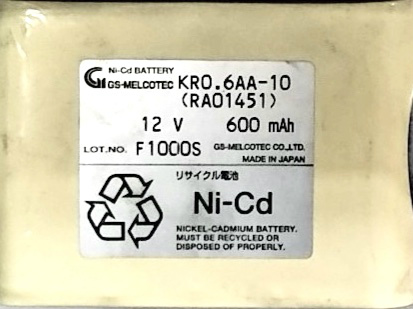 Ni-Cd BATTERY
GS-MELCOTEC KR0.6AA-10
(RA01451)
12 V 600 mAh
LOT.NO. F1000S GS-MELCOTEC CO.,LTD.
MADE IN JAPAN
リサイクル電池
Ni-Cd
NICKEL-CADMIUM BATTERY.
MUST BE RECYCLED OR
DISPOSED OF PROPERLY.